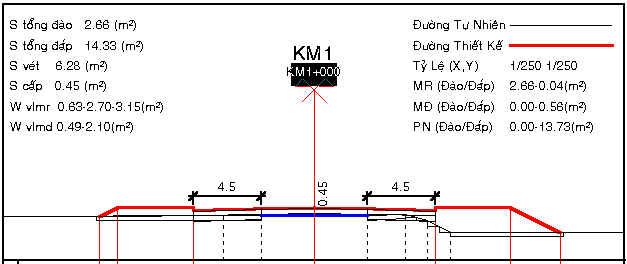 S tổng đào 2.66 (m²)
S tổng đắp 14.33 (m²)
S vét 6.28 (m²)
S cấp 0.45 (m²)
W vlmr 0.63-2.70-3.15(m²)
W vlmd 0.49-2.10(m²)
KM1
KM1+000
Đường Tự Nhiên
Đường Thiết Kế
Tỷ Lệ (X,Y) 1/250 1/250
MR (Đào/Đắp) 2.66-0.04(m²)
MĐ (Đào/Đắp) 0.00-0.56(m²)
PN (Đào/Đắp) 0.00-13.73(m²)
4.5
0.45
4.5